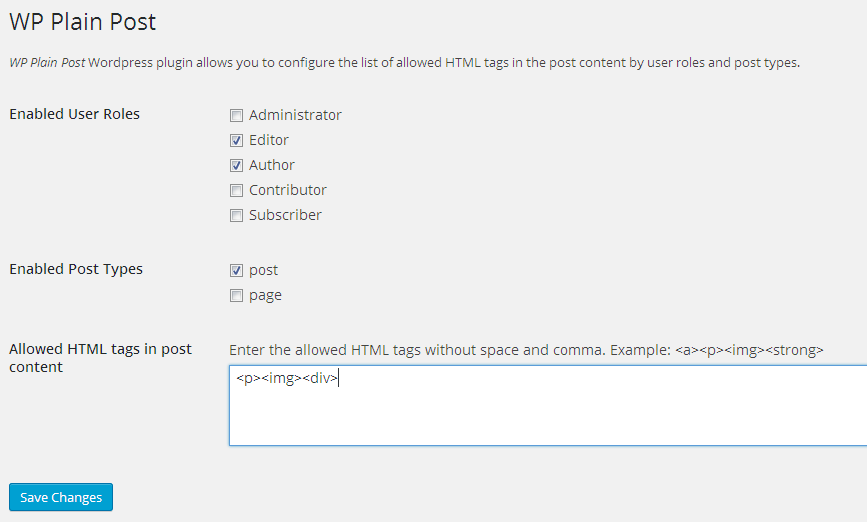 WP Plain Post
WP Plain Post Wordpress plugin allows you to configure the list of allowed HTML tags in the post content by user roles and post types.
Enabled User Roles
Administrator
Editor
Author
Contributor
Subscriber
Enabled Post Types
post
page
Allowed HTML tags in post
content
Enter the allowed HTML tags without space and comma. Example: <a><p><img><strong>
<p><img><div>
Save Changes